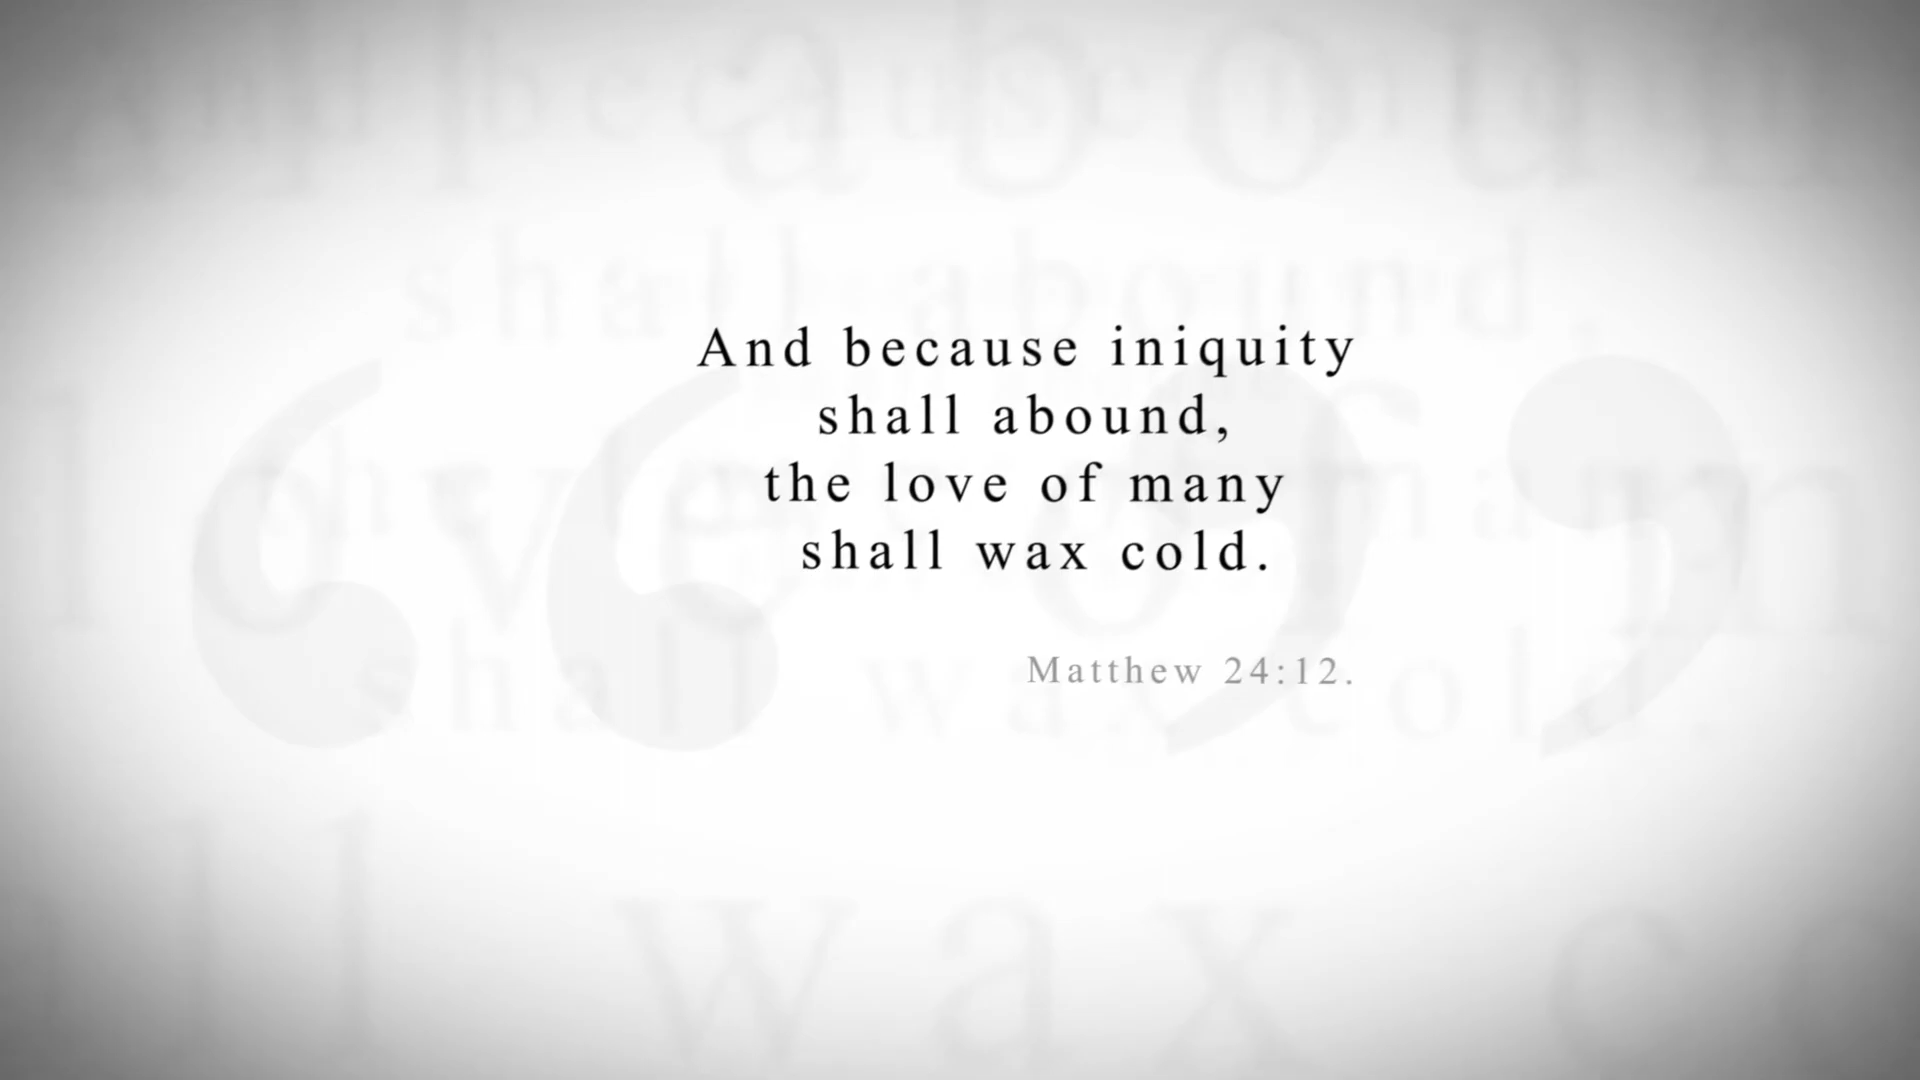 And because iniquity
shall abound,
the love of many
shall wax cold.
Matthew 24:12.